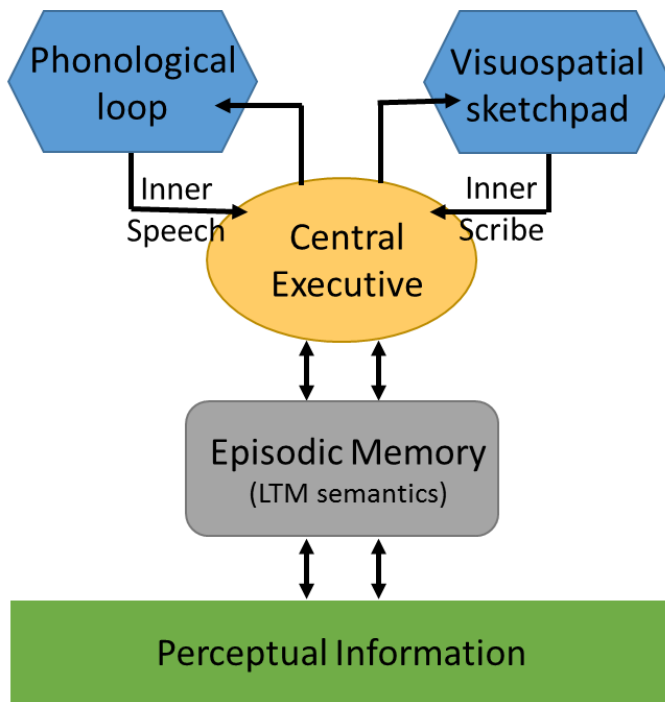 Phonological
loop
Visuospatial
sketchpad
Inner
Speech
Inner
Scribe
Central
Executive
Episodic Memory
(LTM semantics)
Perceptual Information